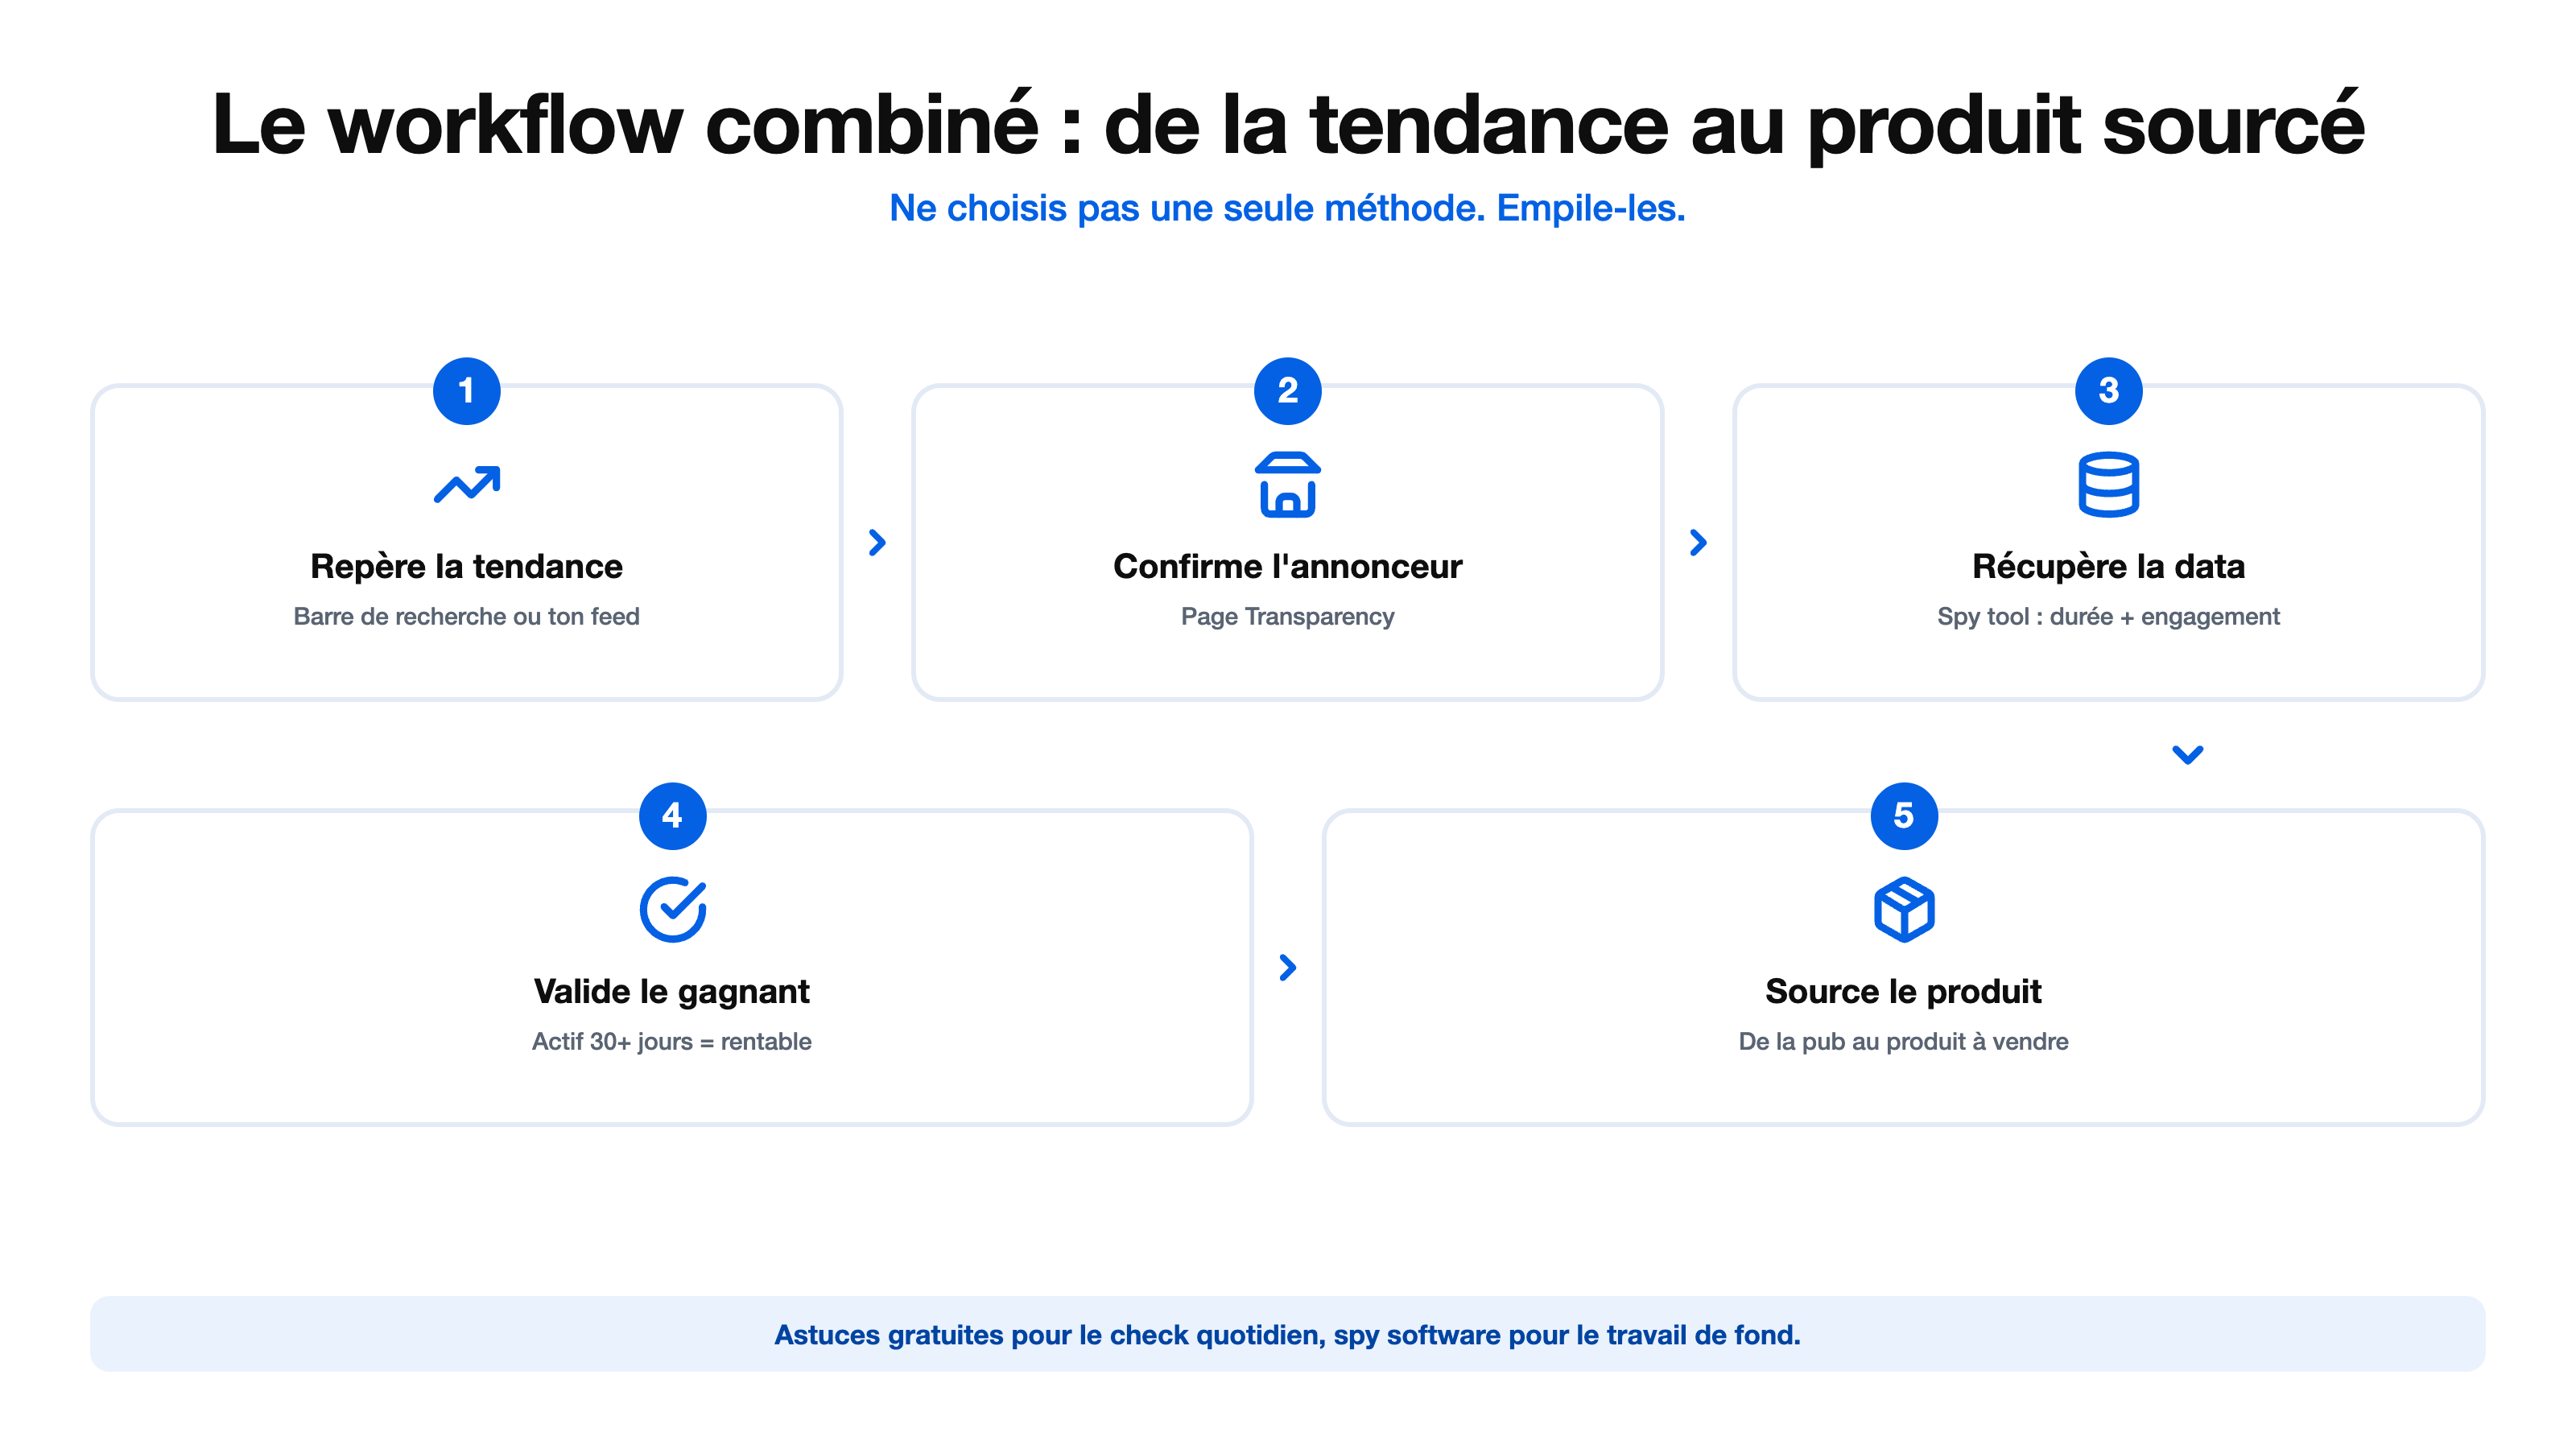 Le workflow combiné : de la tendance au produit sourcé
Ne choisis pas une seule méthode. Empile-les.
1
Repère la tendance
Barre de recherche ou ton feed
2
Confirme l'annonceur
Page Transparency
3
Récupère la data
Spy tool : durée + engagement
4
Valide le gagnant
Actif 30+ jours = rentable
5
Source le produit
De la pub au produit à vendre
Astuces gratuites pour le check quotidien, spy software pour le travail de fond.